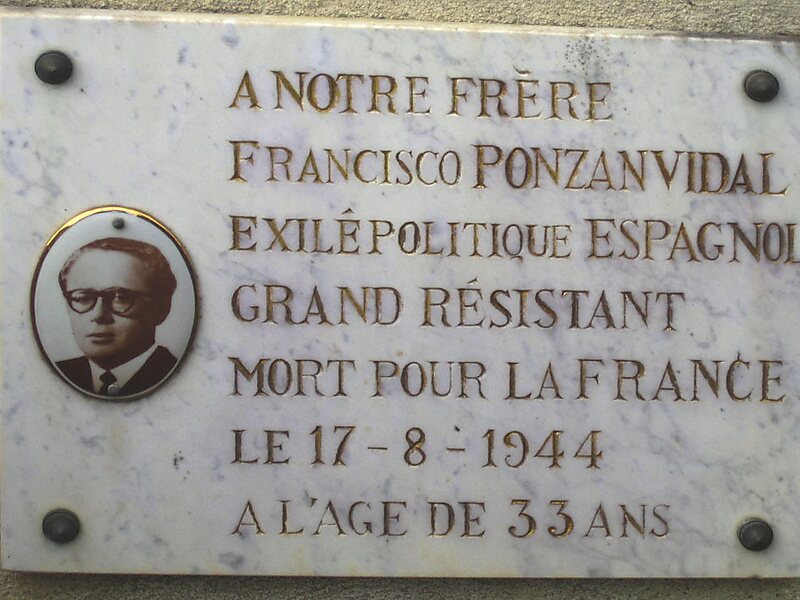 A NOTRE FRÈRE
FRANCISCO PONZAN VIDAL
EXILÉ POLITIQUE ESPAGNOL
GRAND RÉSISTANT
MORT POUR LA FRANCE
LE 17-8-1944
A L'AGE DE 33 ANS